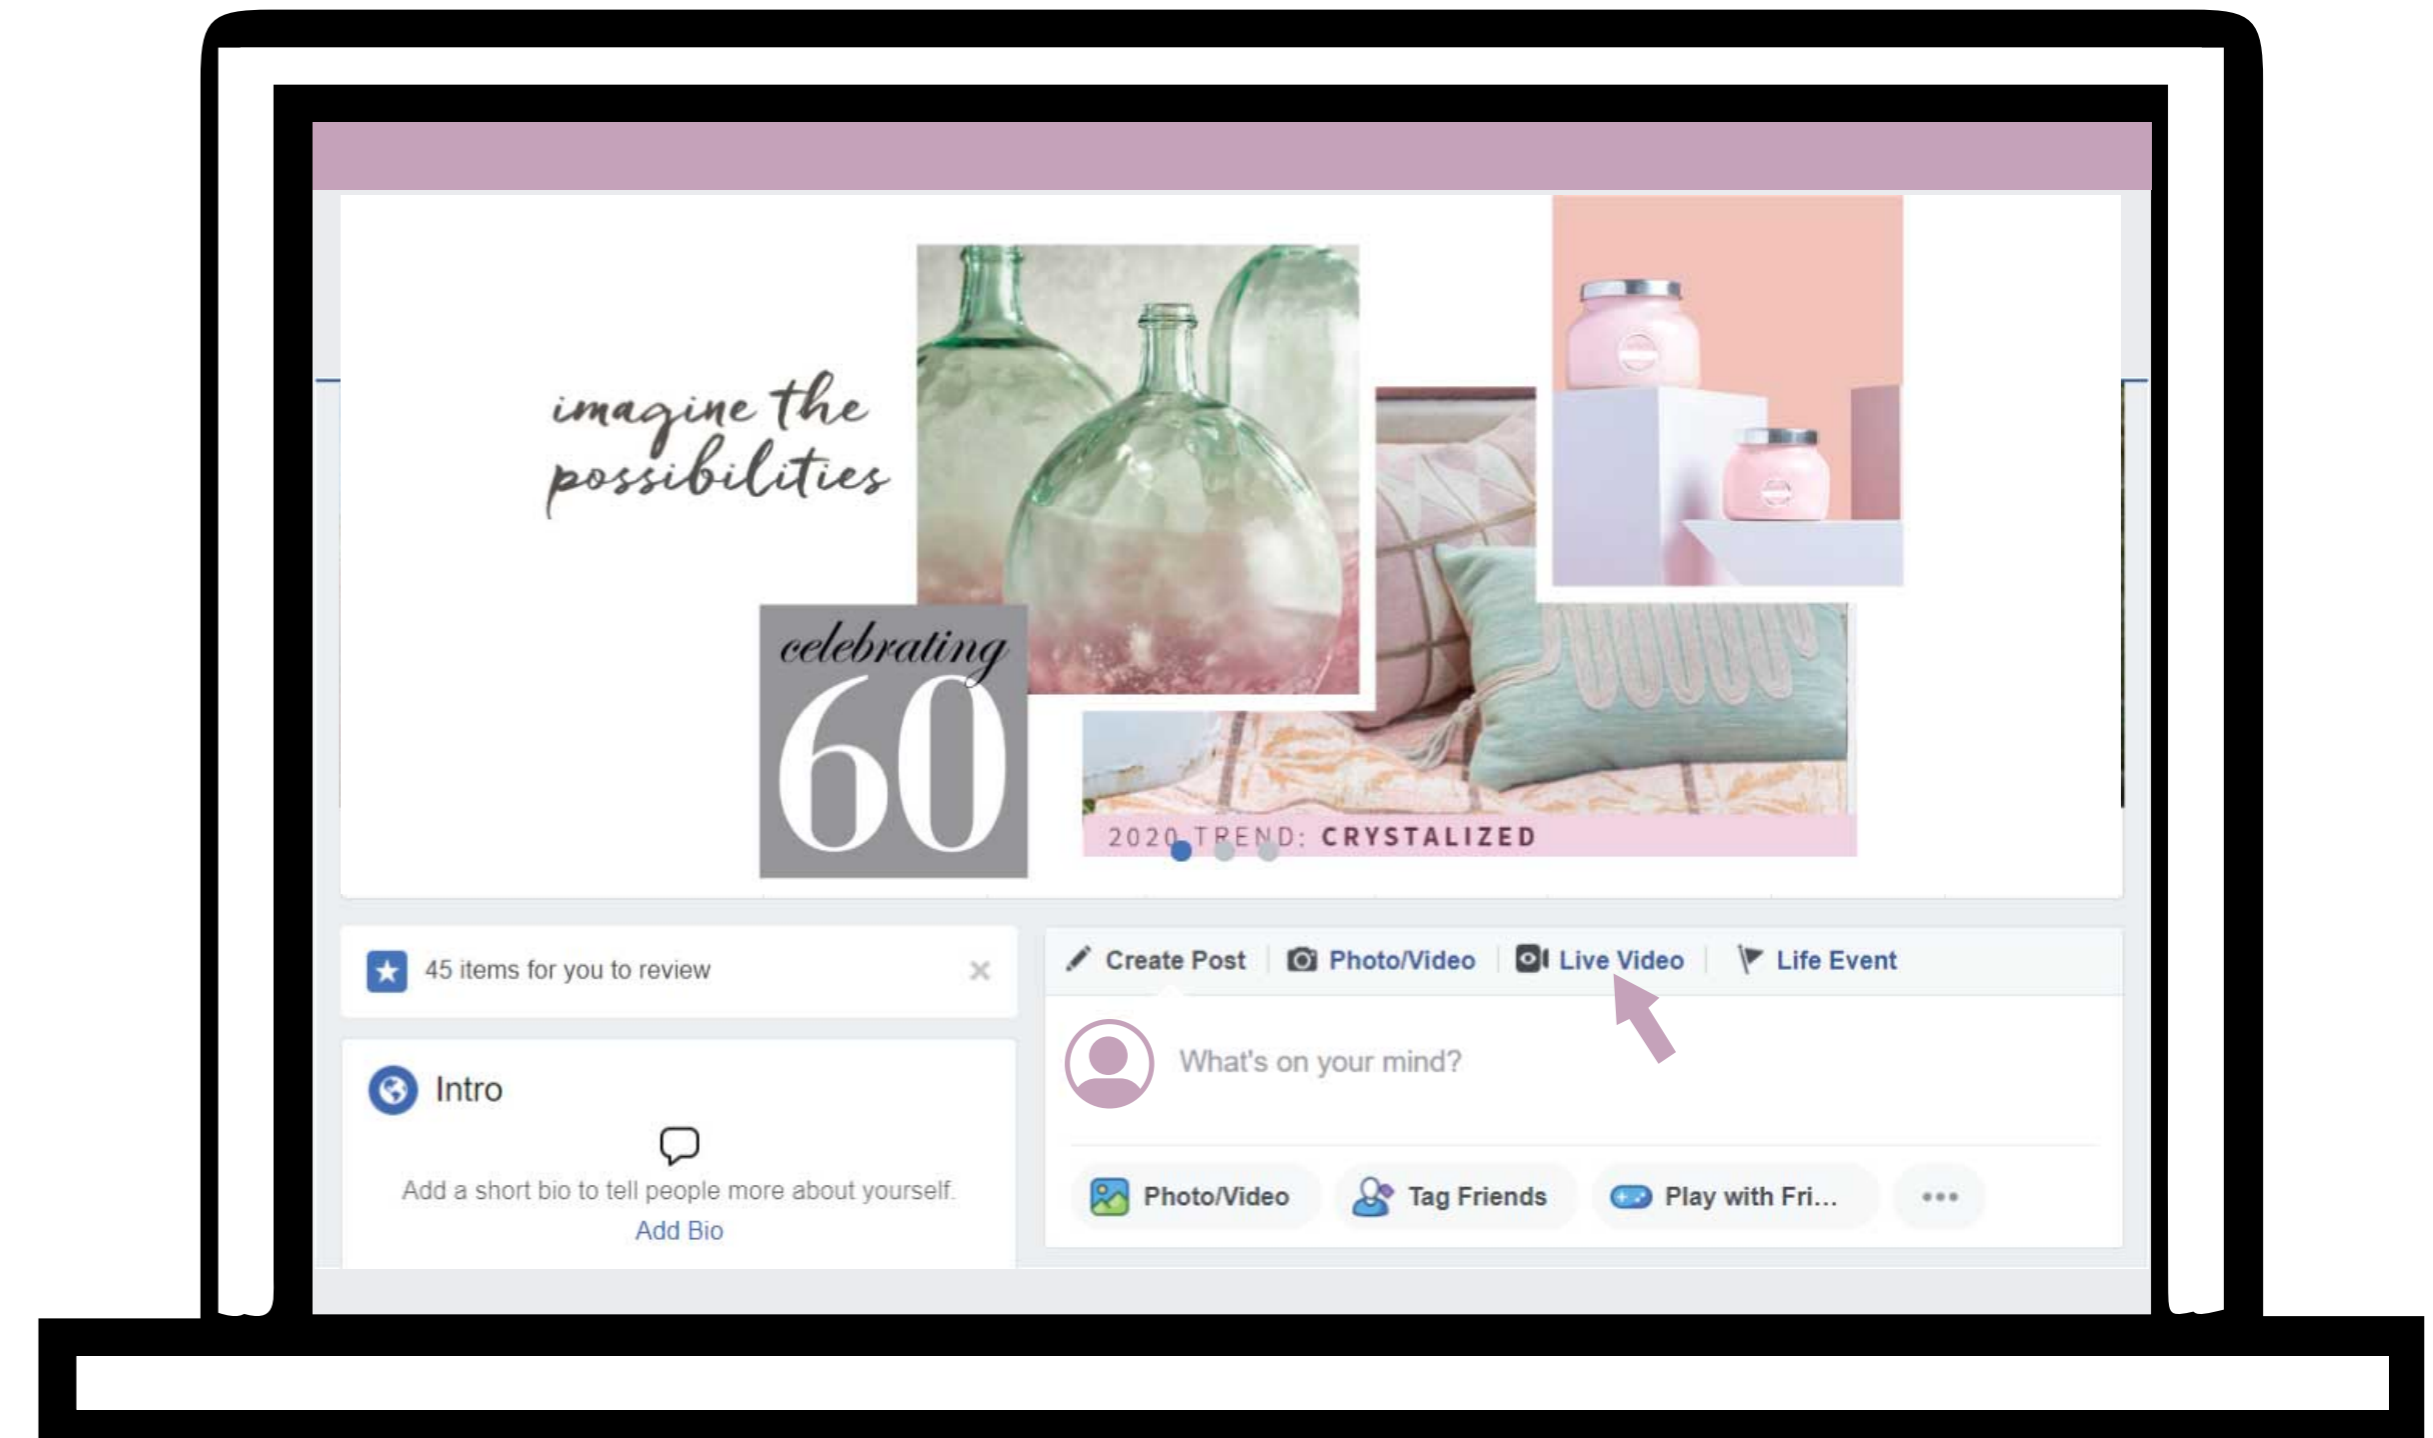 imagine the
possibilities
celebrating
60
2020 TREND: CRYSTALIZED
45 items for you to review
Create Post
Photo/Video
Live Video
Life Event
What's on your mind?
Intro
Add a short bio to tell people more about yourself.
Add Bio
Photo/Video
Tag Friends
Play with Fri...